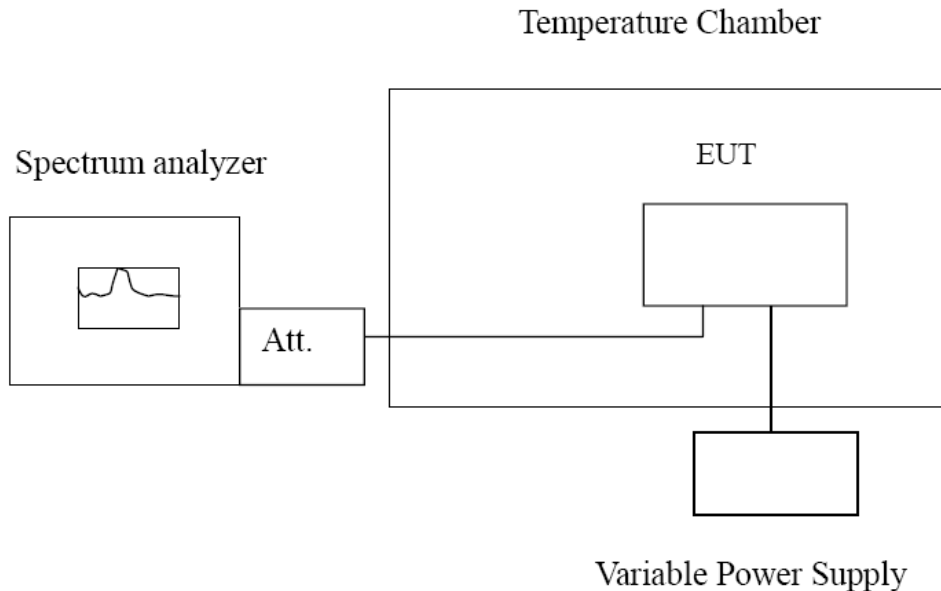 Temperature Chamber
Spectrum analyzer
EUT
Att.
Variable Power Supply